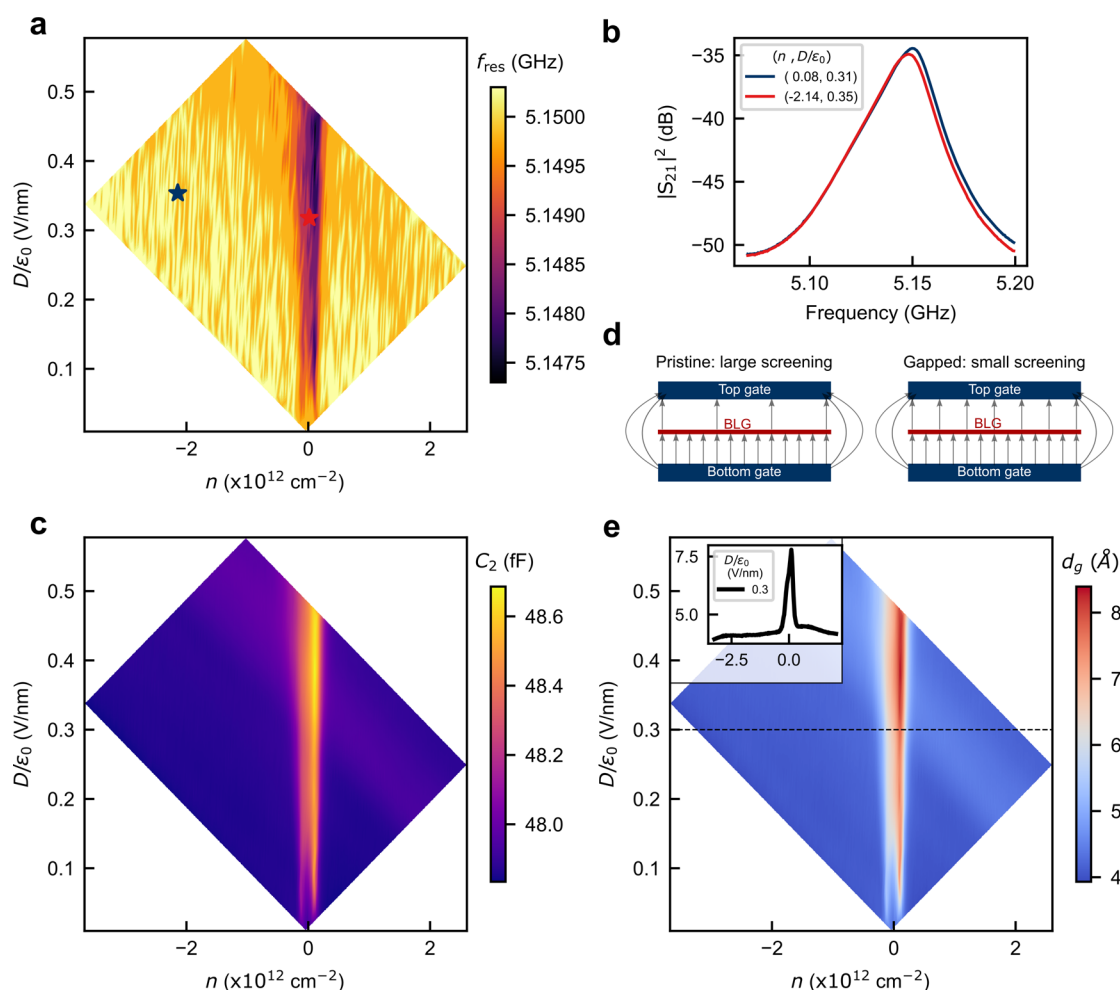 a
f_res (GHz)
0.5
0.4
0.3
0.2
0.1
D/ε₀ (V/nm)
−2
0
2
n (x10¹² cm⁻²)
5.1500
5.1495
5.1490
5.1485
5.1480
5.1475
b
(n , D/ε₀)
( 0.08, 0.31)
(-2.14, 0.35)
−35
−40
−45
−50
|S₂₁|² (dB)
5.10
5.15
5.20
Frequency (GHz)
d
Pristine: large screening
Top gate
BLG
Bottom gate
Gapped: small screening
Top gate
BLG
Bottom gate
c
C₂ (fF)
0.5
0.4
0.3
0.2
0.1
D/ε₀ (V/nm)
−2
0
2
n (x10¹² cm⁻²)
48.6
48.4
48.2
48.0
e
d_g (Å)
0.5
0.4
0.3
0.2
0.1
D/ε₀ (V/nm)
7.5
5.0
D/ε₀
(V/nm)
0.3
−2.5
0.0
−2
0
2
n (x10¹² cm⁻²)
8
7
6
5
4